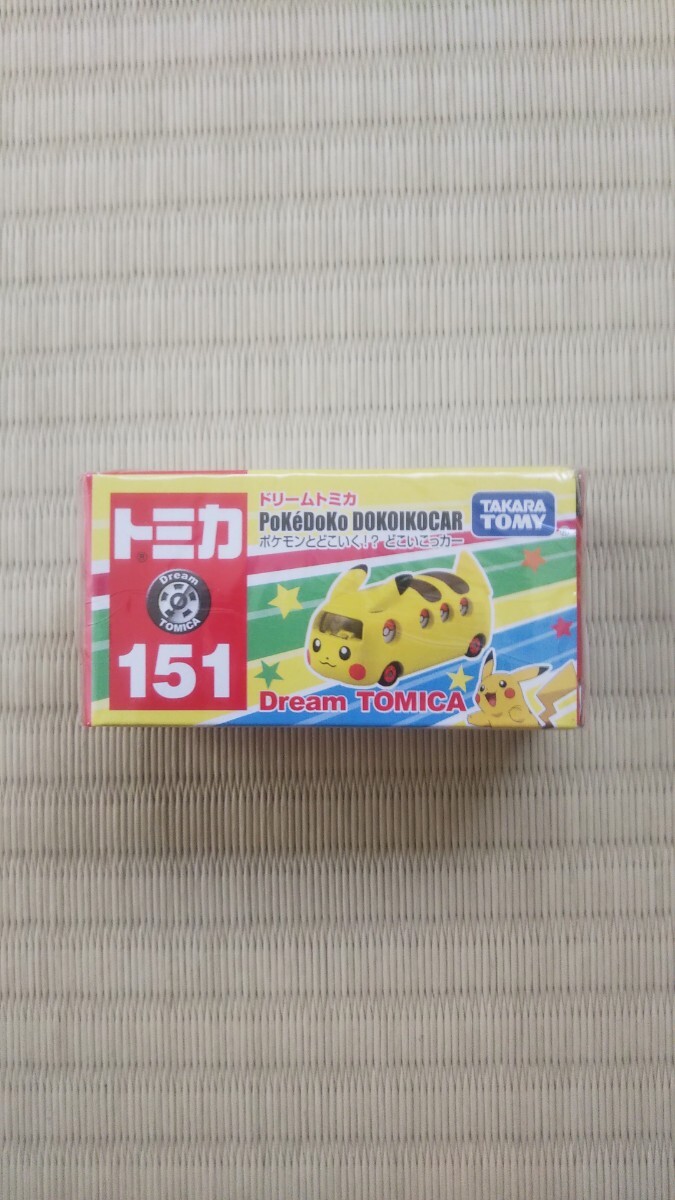 トミカ
Dream
TOMICA
151
ドリームトミカ
PoKéDoKo DOKOIKOCAR
ポケモンとどこいく!? どこいこっカー
Dream TOMICA
TAKARA
TOMY